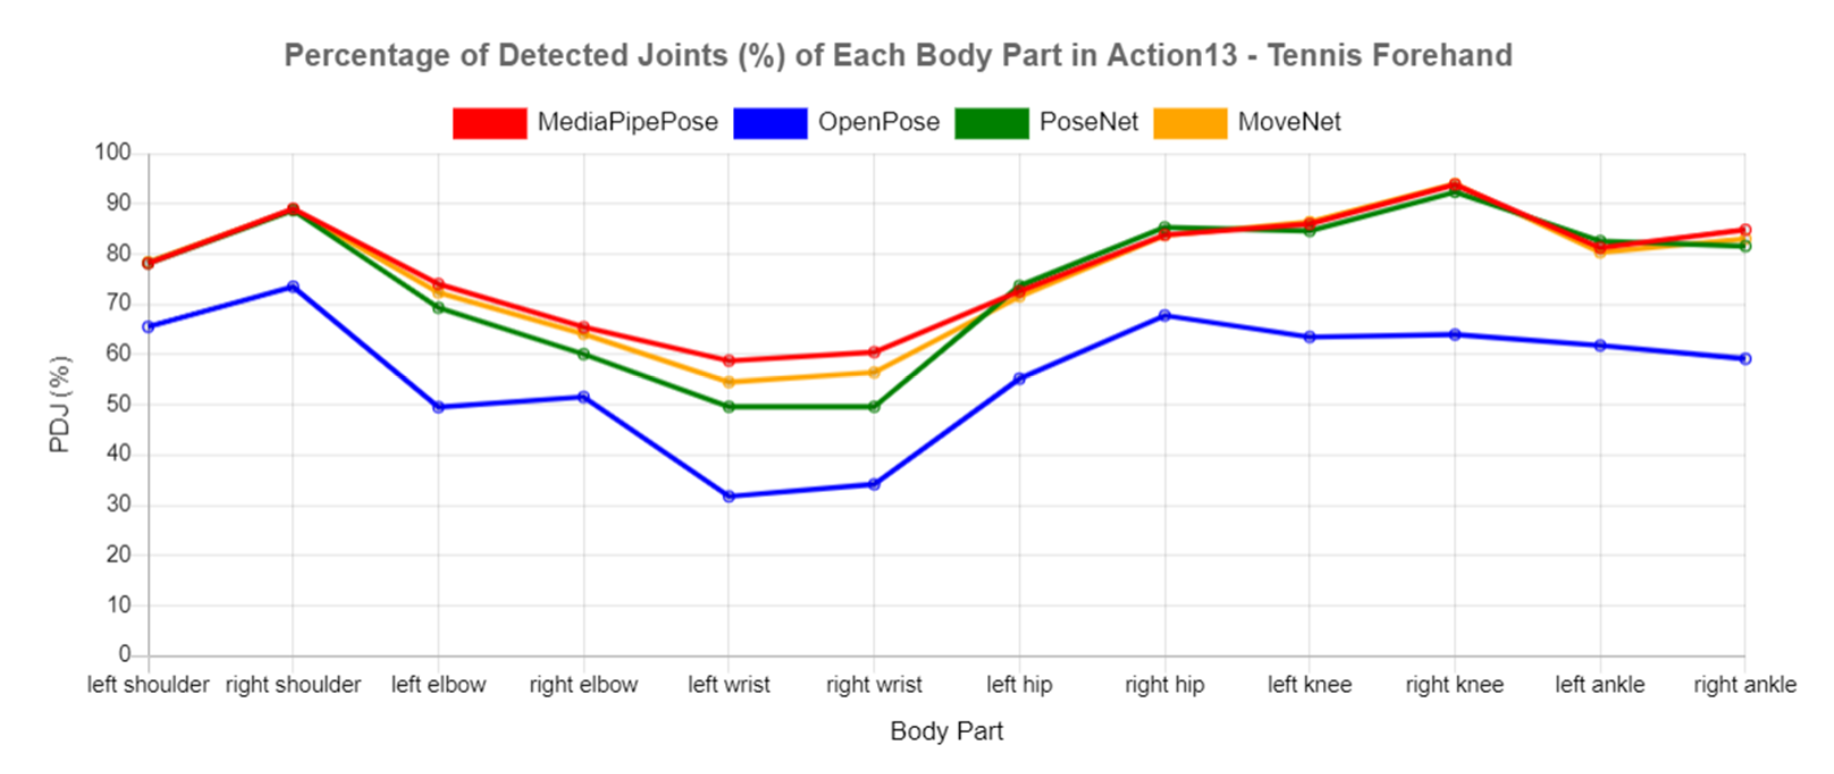 Percentage of Detected Joints (%) of Each Body Part in Action13 - Tennis Forehand
MediaPipePose OpenPose PoseNet MoveNet
100
90
80
70
60
50
40
30
20
10
0
PDJ (%)
left shoulder right shoulder left elbow right elbow left wrist right wrist left hip right hip left knee right knee left ankle right ankle
Body Part